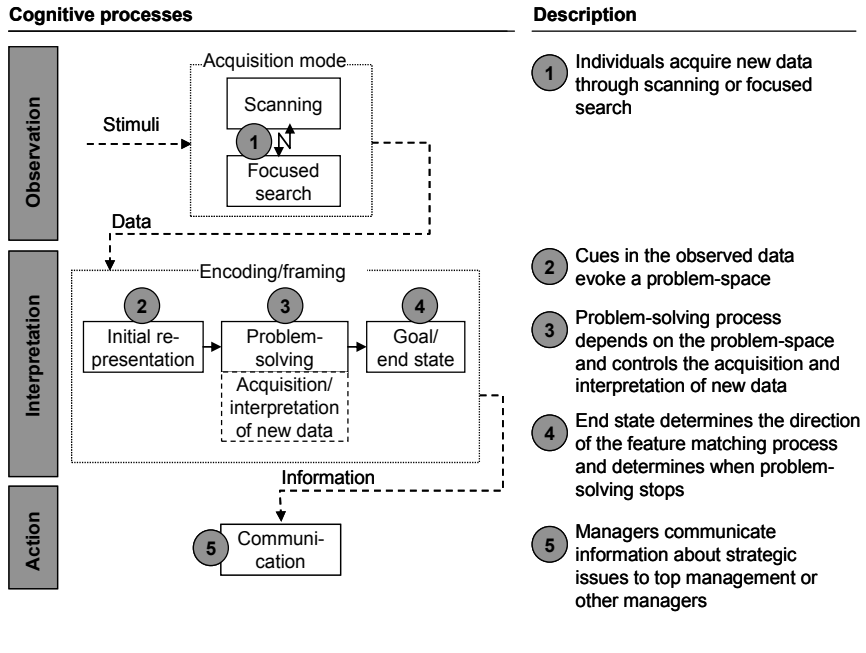 Cognitive processes
Description
Observation
Acquisition mode
Scanning
Stimuli
1
Focused
search
Data
1
Individuals acquire new data
through scanning or focused
search
Interpretation
Encoding/framing
2
3
4
Initial re-
presentation
Problem-
solving
Goal/
end state
Acquisition/
interpretation
of new data
Information
2
Cues in the observed data
evoke a problem-space
3
Problem-solving process
depends on the problem-space
and controls the acquisition and
interpretation of new data
4
End state determines the direction
of the feature matching process
and determines when problem-
solving stops
Action
5
Communi-
cation
5
Managers communicate
information about strategic
issues to top management or
other managers